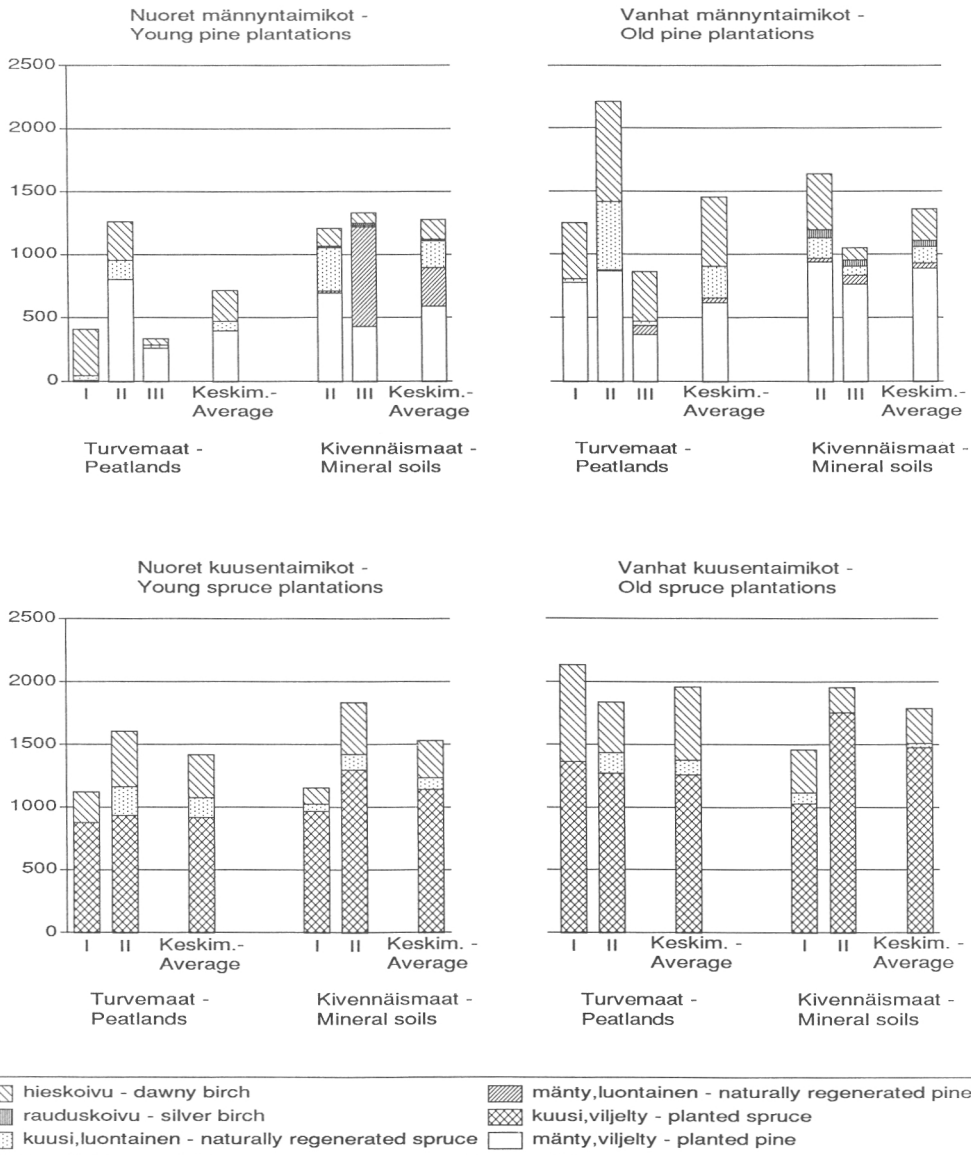 Nuoret männyntaimikot -
Young pine plantations
Vanhat männyntaimikot -
Old pine plantations
2500
2000
1500
1000
500
0
I II III Keskim.-
Average
II III Keskim.-
Average
I II III Keskim.-
Average
II III Keskim.-
Average
Turvemaat -
Peatlands
Kivennäismaat -
Mineral soils
Turvemaat -
Peatlands
Kivennäismaat -
Mineral soils
Nuoret kuusentaimikot -
Young spruce plantations
Vanhat kuusentaimikot -
Old spruce plantations
2500
2000
1500
1000
500
0
I II Keskim.-
Average
I II Keskim.-
Average
I II Keskim. -
Average
I II Keskim. -
Average
Turvemaat -
Peatlands
Kivennäismaat -
Mineral soils
Turvemaat -
Peatlands
Kivennäismaat -
Mineral soils
hieskoivu - dawny birch
rauduskoivu - silver birch
kuusi,luontainen - naturally regenerated spruce
mänty,luontainen - naturally regenerated pine
kuusi,viljelty - planted spruce
mänty,viljelty - planted pine